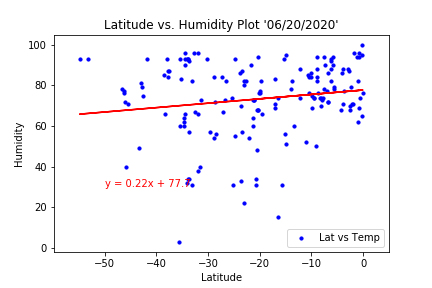 Latitude vs. Humidity Plot '06/20/2020'
100
80
60
40
20
0
Humidity
y = 0.22x + 77.
Lat vs Temp
−50 −40 −30 −20 −10 0
Latitude